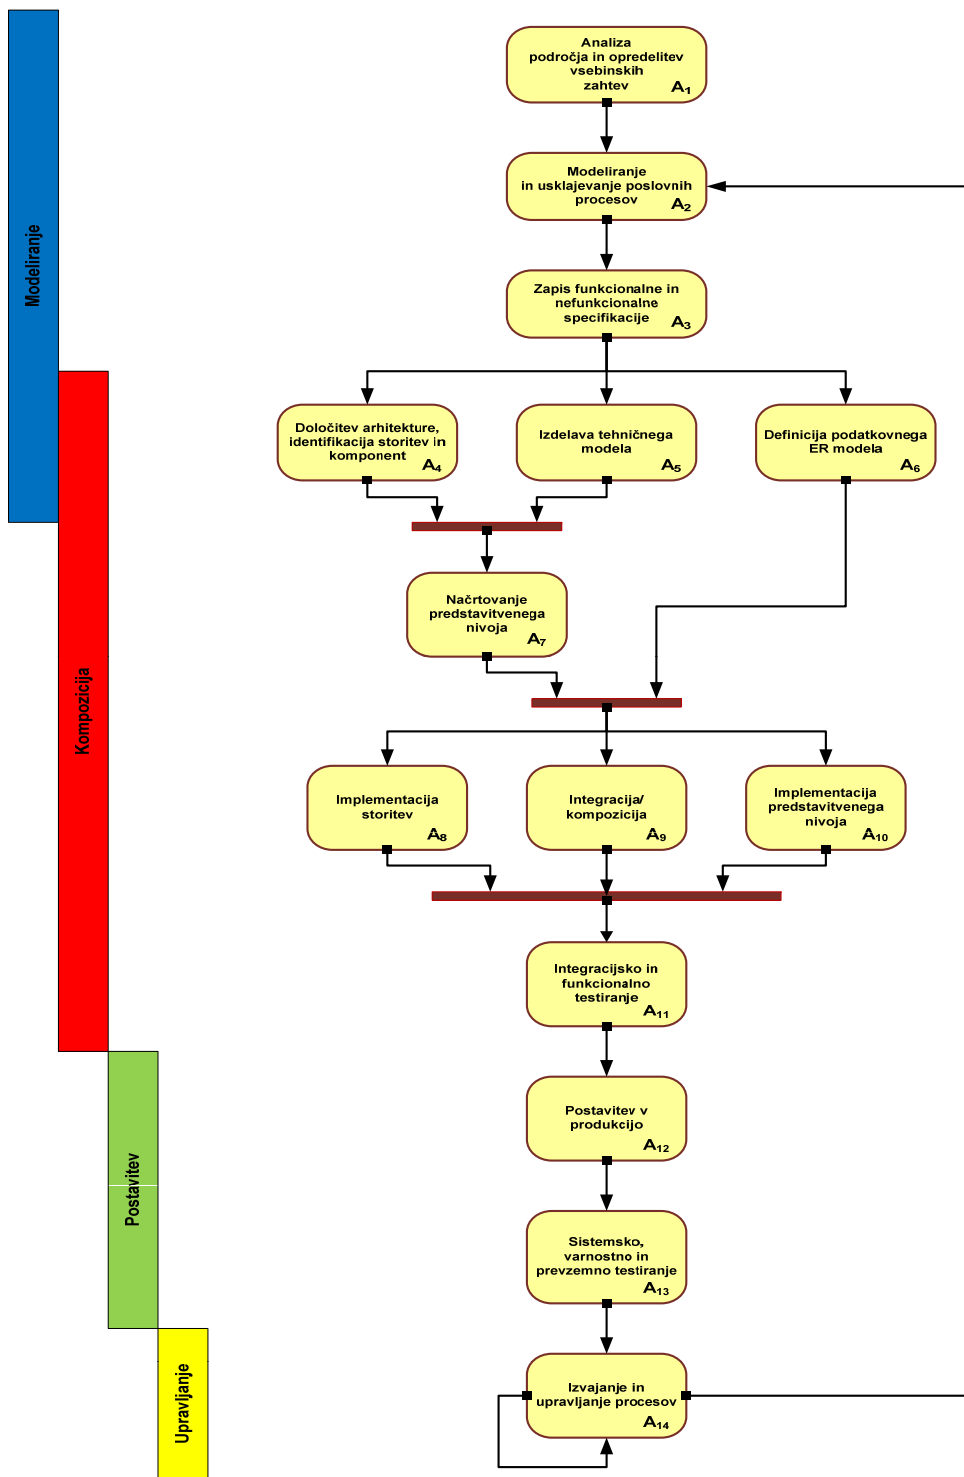 Analiza
področja in opredelitev
vsebinskih
zahtev
A1
Modeliranje
in usklajevanje poslovnih
procesov
A2
Zapis funkcionalne in
nefunkcionalne
specifikacije
A3
Modeliranje
Določitev arhitekture,
identifikacija storitev in
komponent
A4
Izdelava tehničnega
modela
A5
Definicija podatkovnega
ER modela
A6
Načrtovanje
predstavitvenega
nivoja
A7
Kompozicija
Implementacija
storitev
A8
Integracija/
kompozicija
A9
Implementacija
predstavitvenega
nivoja
A10
Integracijsko in
funkcionalno
testiranje
A11
Postavitev v
produkcijo
A12
Postavitev
Sistemsko,
varnostno in
prevzemno testiranje
A13
Upravljanje
Izvajanje in
upravljanje procesov
A14